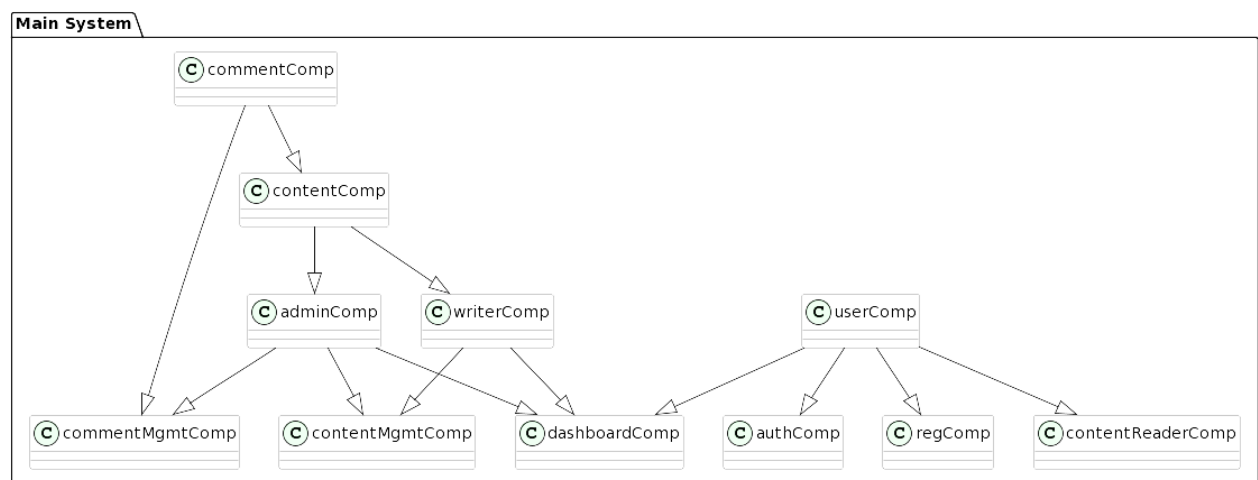 Main System
C commentComp
C contentComp
C adminComp
C writerComp
C userComp
C commentMgmtComp
C contentMgmtComp
C dashboardComp
C authComp
C regComp
C contentReaderComp